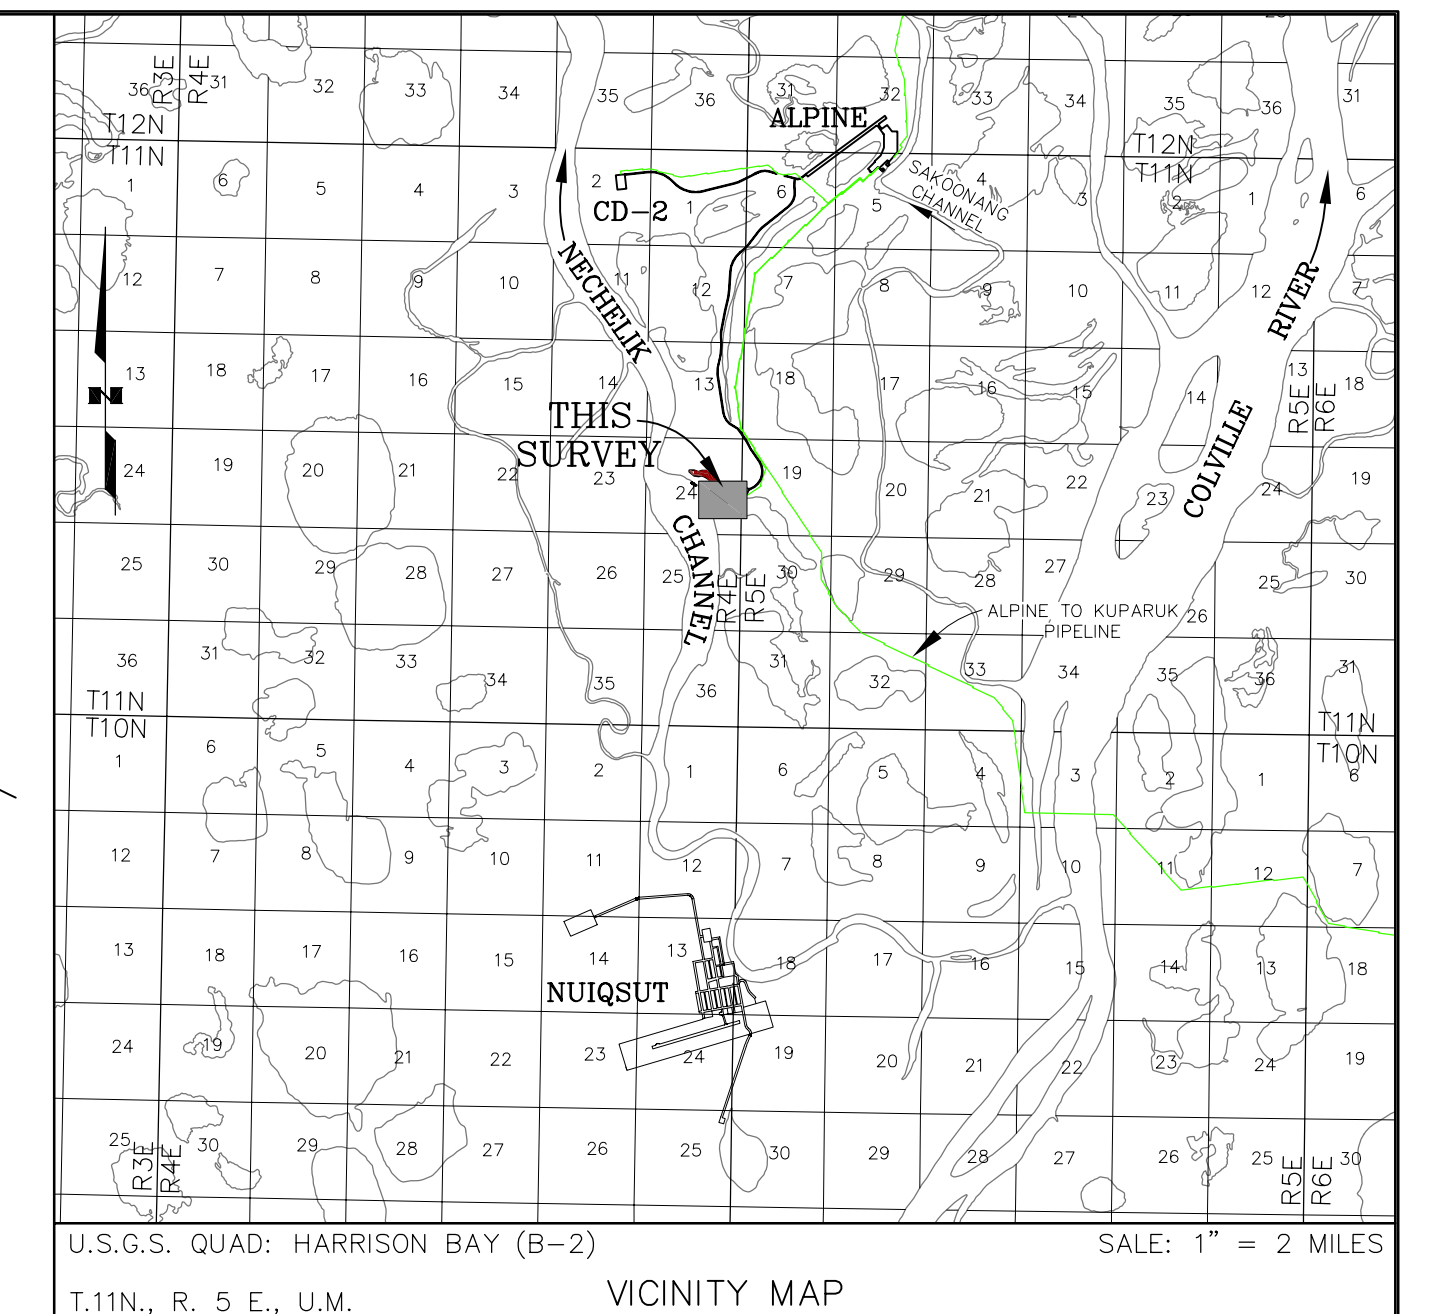 36 R3E R4E 31 32 33 34 35 36 31 32 33 34 35 36 31
ALPINE
T12N
T11N
T12N
T11N
1 6 5 4 3 2 1 6 5 4 3 2 1 6
CD-2
SAKOONANG
CHANNEL
12 7 8 9 10 11 12 7 8 9 10 11 12 7
NECHELIK
RIVER
13 18 17 16 15 14 13 18 17 16 15 14 13 18
R5E R6E
THIS
SURVEY
COLVILLE
N
24 19 20 21 22 23 24 19 20 21 22 23 24 19
CHANNEL
25 30 29 28 27 26 25 30 29 28 27 26 25 30
R4E R5E
ALPINE TO KUPARUK
PIPELINE
36 31 32 33 34 35 36 31 32 33 34 35 36 31
T11N
T10N
T11N
T10N
1 6 5 4 3 2 1 6 5 4 3 2 1 6
12 7 8 9 10 11 12 7 8 9 10 11 12 7
13 18 17 16 15 14 13 18 17 16 15 14 13 18
NUIQSUT
24 19 20 21 22 23 24 19 20 21 22 23 24 19
25 30 29 28 27 26 25 30 29 28 27 26 25 30
R3E R4E R5E R6E
U.S.G.S. QUAD: HARRISON BAY (B-2)
SALE: 1" = 2 MILES
VICINITY MAP
T.11N., R. 5 E., U.M.